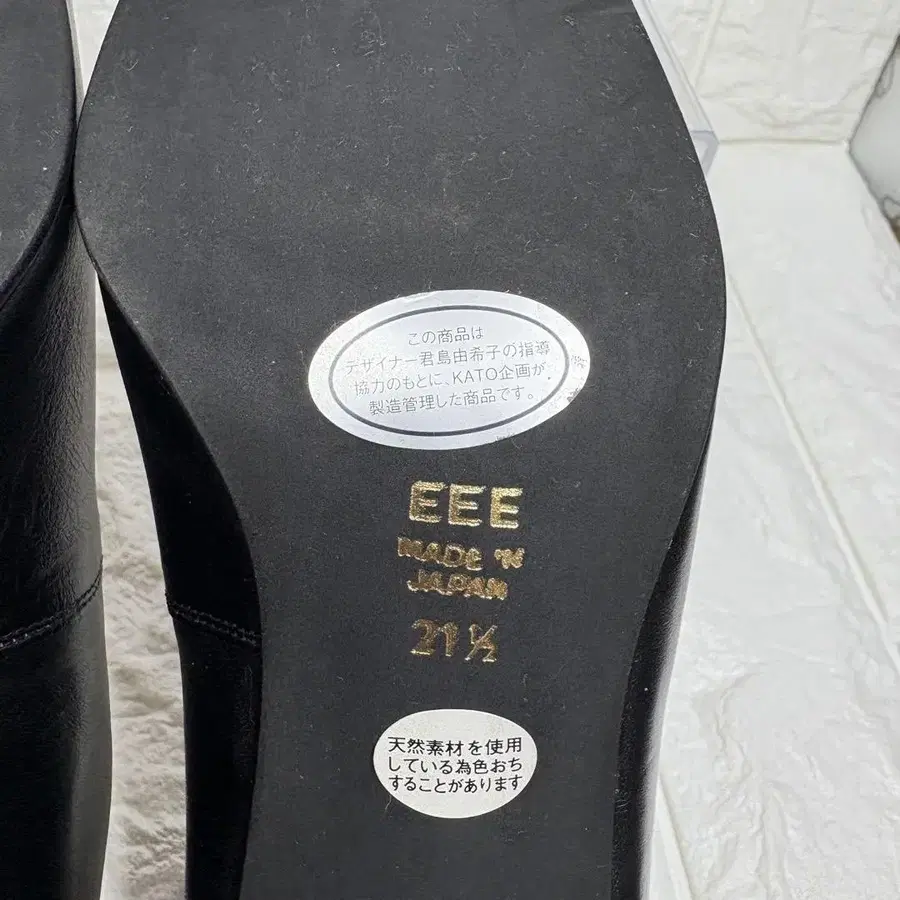 この商品は
デザイナー君島由希子の指導
協力のもとに、KATO企画が
製造管理した商品です。
EEE
MADE IN
JAPAN
21 ½
天然素材を使用
している為色おち
することがあります